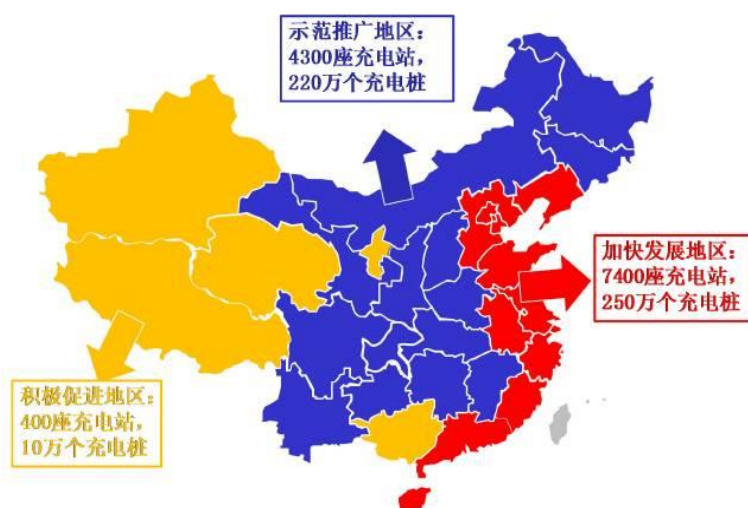 示范推广地区：
4300座充电站，
220万个充电桩
加快发展地区：
7400座充电站，
250万个充电桩
积极促进地区：
400座充电站，
10万个充电桩